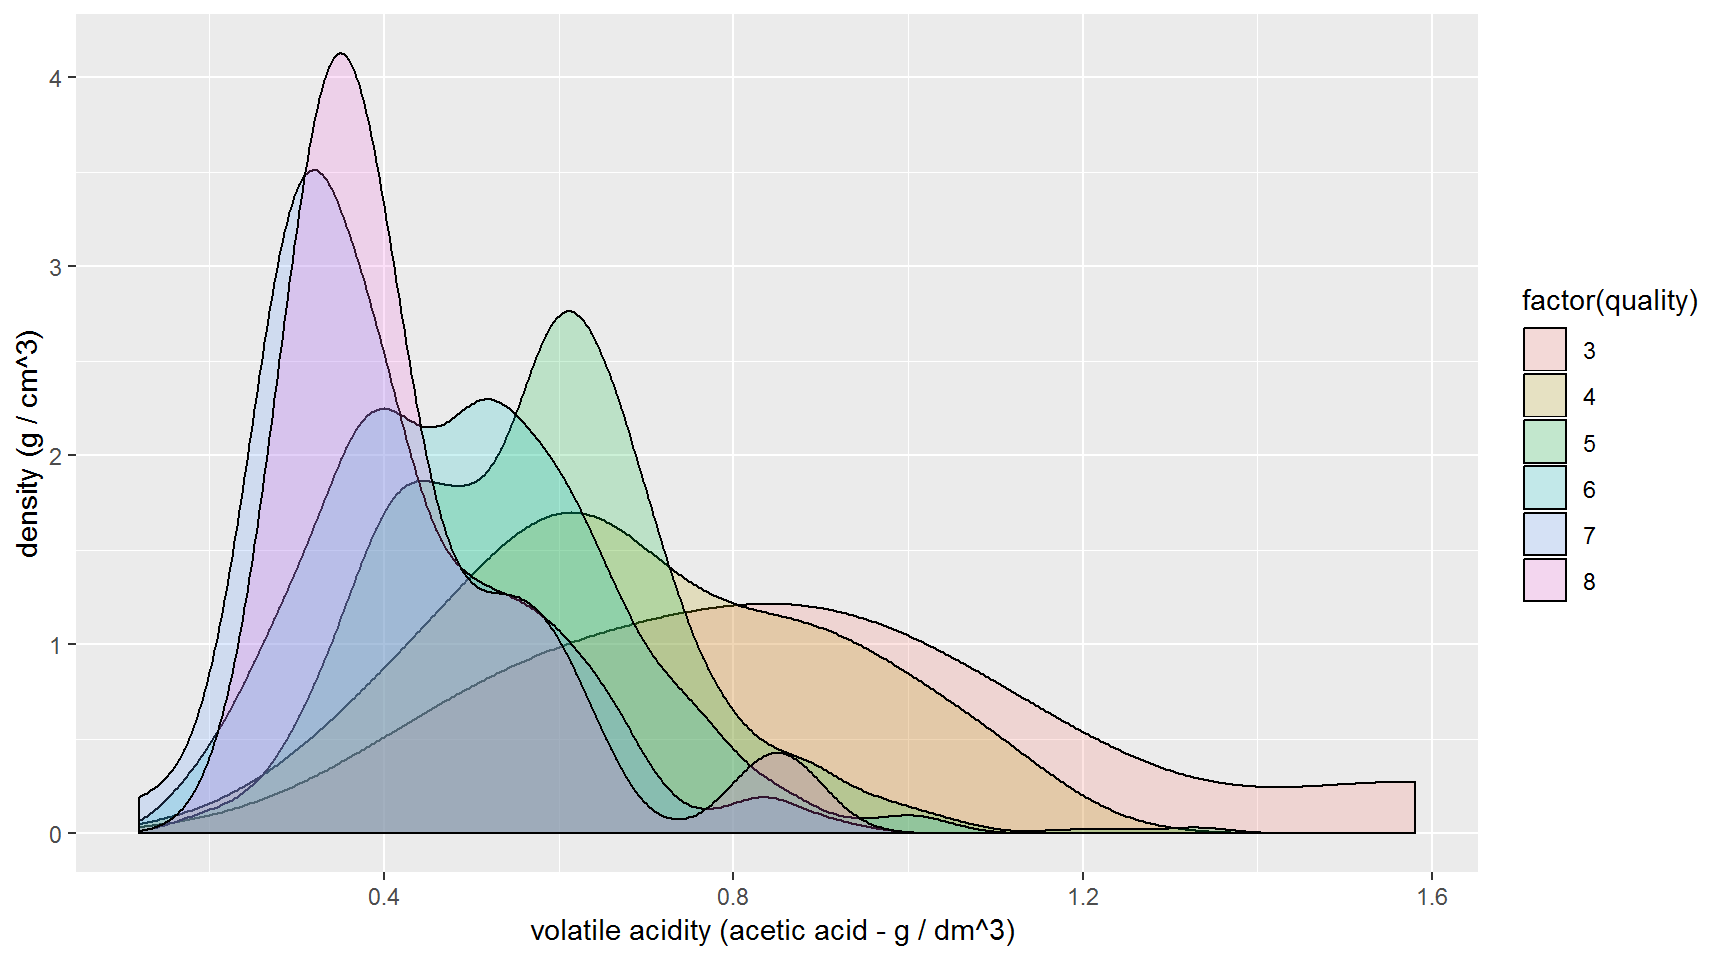 4
3
2
1
0
density (g / cm^3)
0.4 0.8 1.2 1.6
volatile acidity (acetic acid - g / dm^3)
factor(quality)
3
4
5
6
7
8